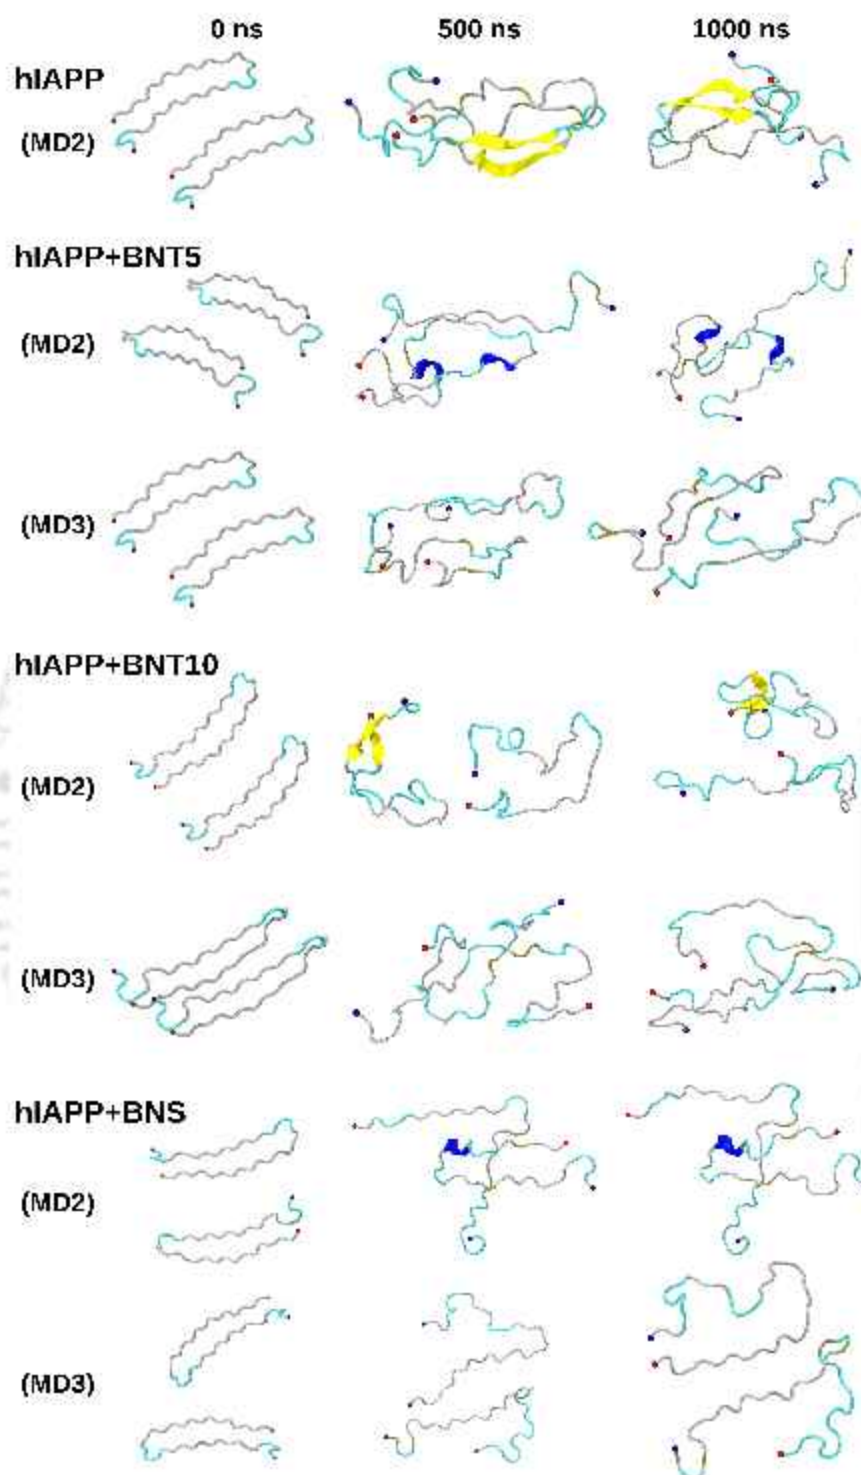 0 ns 500 ns 1000 ns
hIAPP
(MD2)
hIAPP+BNT5
(MD2)
(MD3)
hIAPP+BNT10
(MD2)
(MD3)
hIAPP+BNS
(MD2)
(MD3)